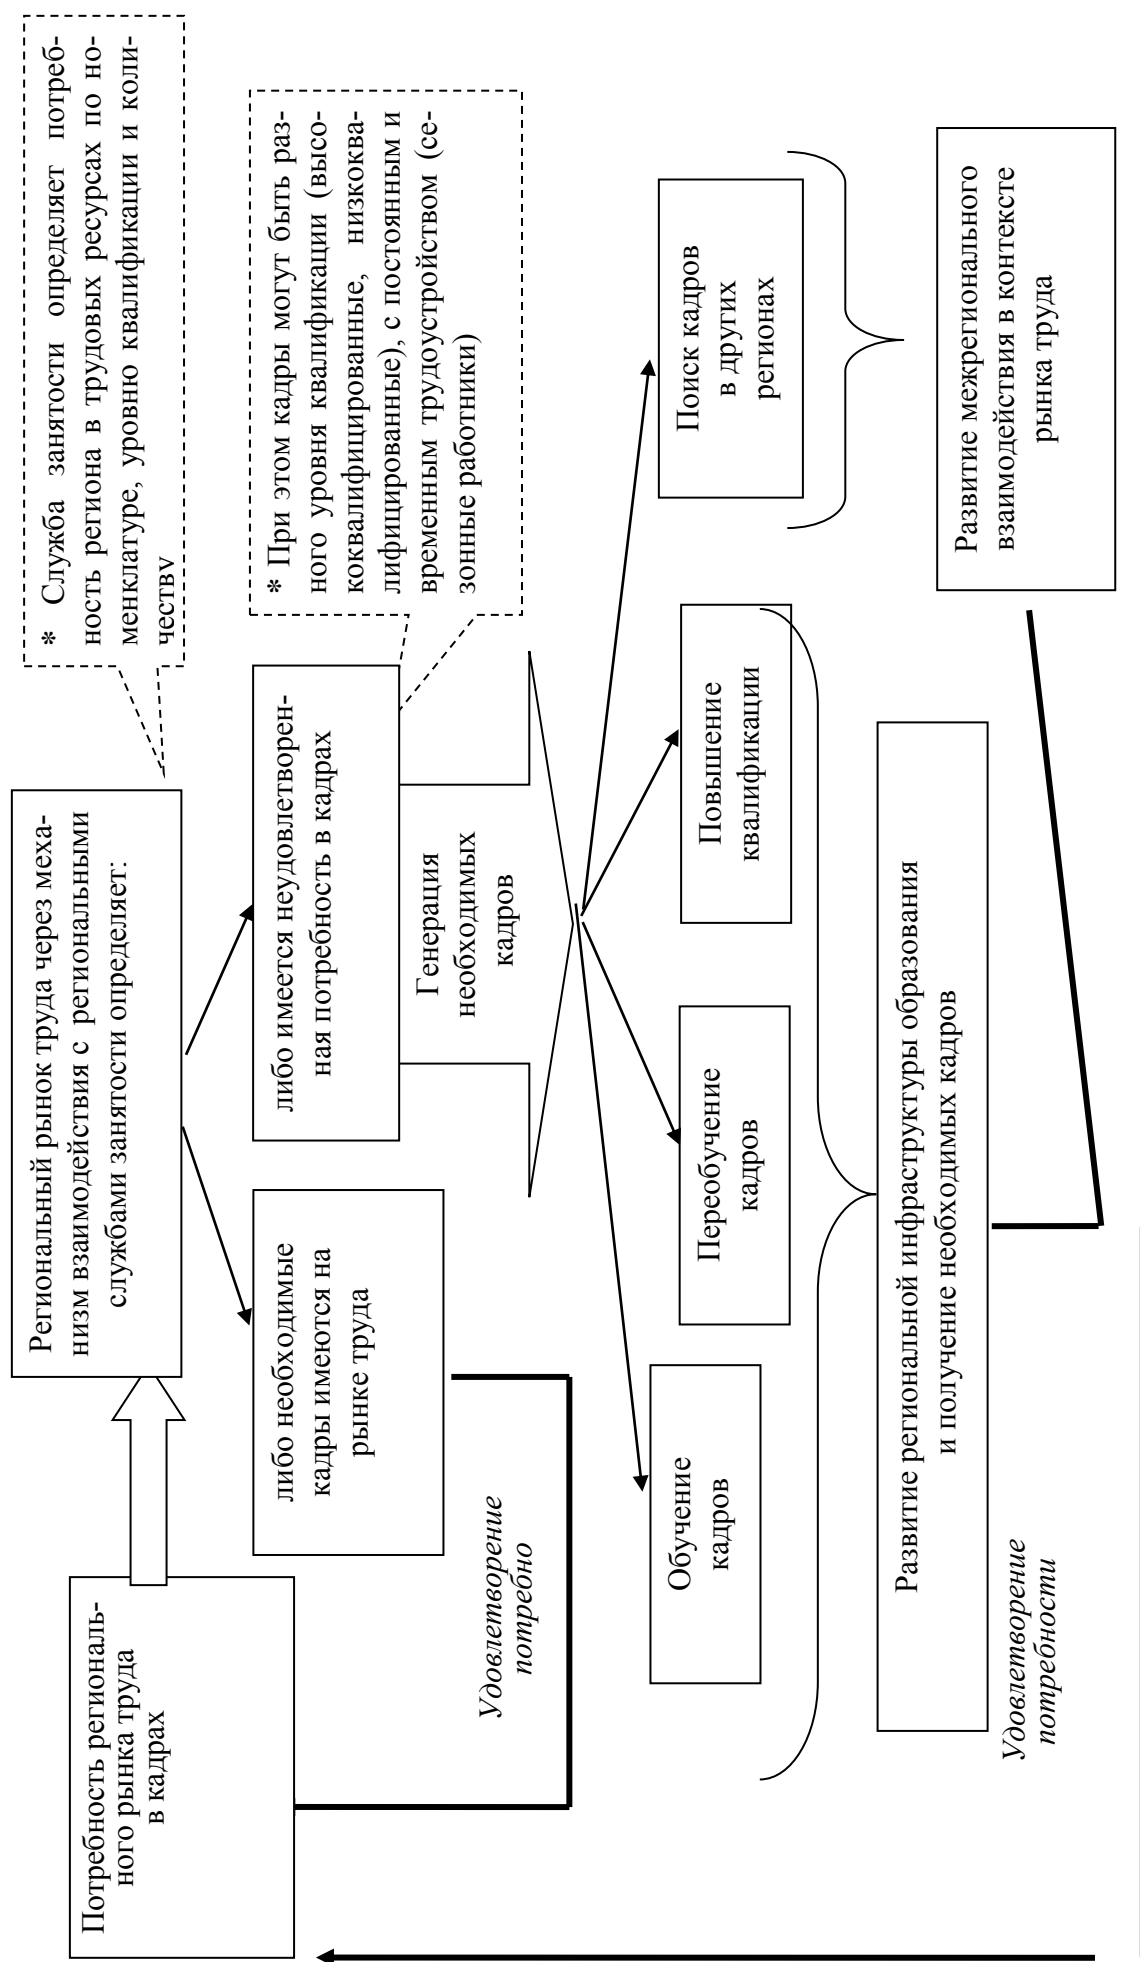 Потребность региональ-
ного рынка труда
в кадрах
Региональный рынок труда через меха-
низм взаимодействия с региональными
службами занятости определяет:
* Служба занятости определяет потреб-
ность региона в трудовых ресурсах по но-
менклатуре, уровню квалификации и коли-
честву
либо необходимые
кадры имеются на
рынке труда
либо имеется неудовлетворен-
ная потребность в кадрах
* При этом кадры могут быть раз-
ного уровня квалификации (высо-
коквалифицированные, низкоква-
лифицированные), с постоянным и
временным трудоустройством (се-
зонные работники)
Генерация
необходимых
кадров
Удовлетворение
потребно
Обучение
кадров
Переобучение
кадров
Повышение
квалификации
Поиск кадров
в других
регионах
Развитие региональной инфраструктуры образования
и получение необходимых кадров
Развитие межрегионального
взаимодействия в контексте
рынка труда
Удовлетворение
потребности